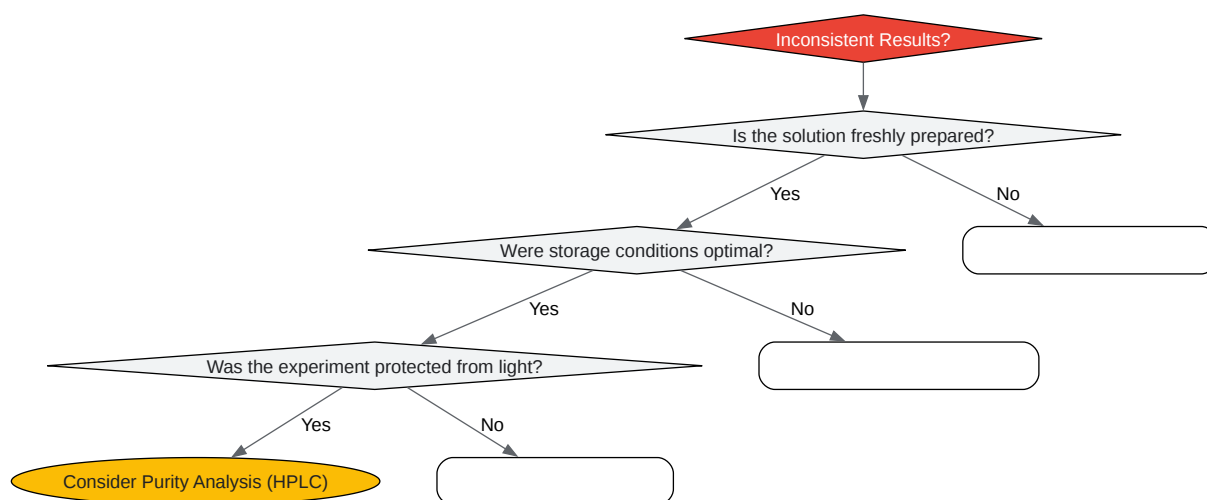 Inconsistent Results?
Is the solution freshly prepared?
Yes
No
Were storage conditions optimal?
Yes
No
Was the experiment protected from light?
Yes
No
Consider Purity Analysis (HPLC)